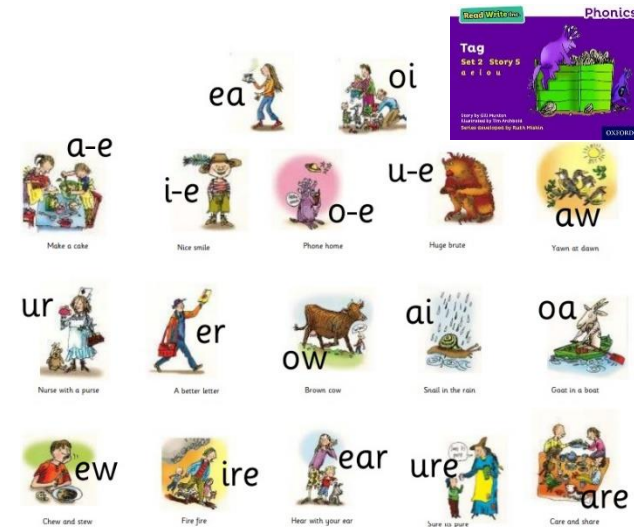 Phonics
Read Write Inc.
Tag
Set 2 Story 5
a e i o u
Story by Gill Munton
Illustrated by Tim Archbold
Series developed by Ruth Miskin
OXFORD
ea
oi
a-e
Make a cake
i-e
Nice smile
o-e
Phone home
u-e
Huge brute
aw
Yawn at dawn
ur
Nurse with a purse
er
A better letter
ow
Brown cow
ai
Snail in the rain
oa
Goat in a boat
ew
Chew and stew
ire
Fire fire
ear
Hear with your ear
ure
are
Care and share